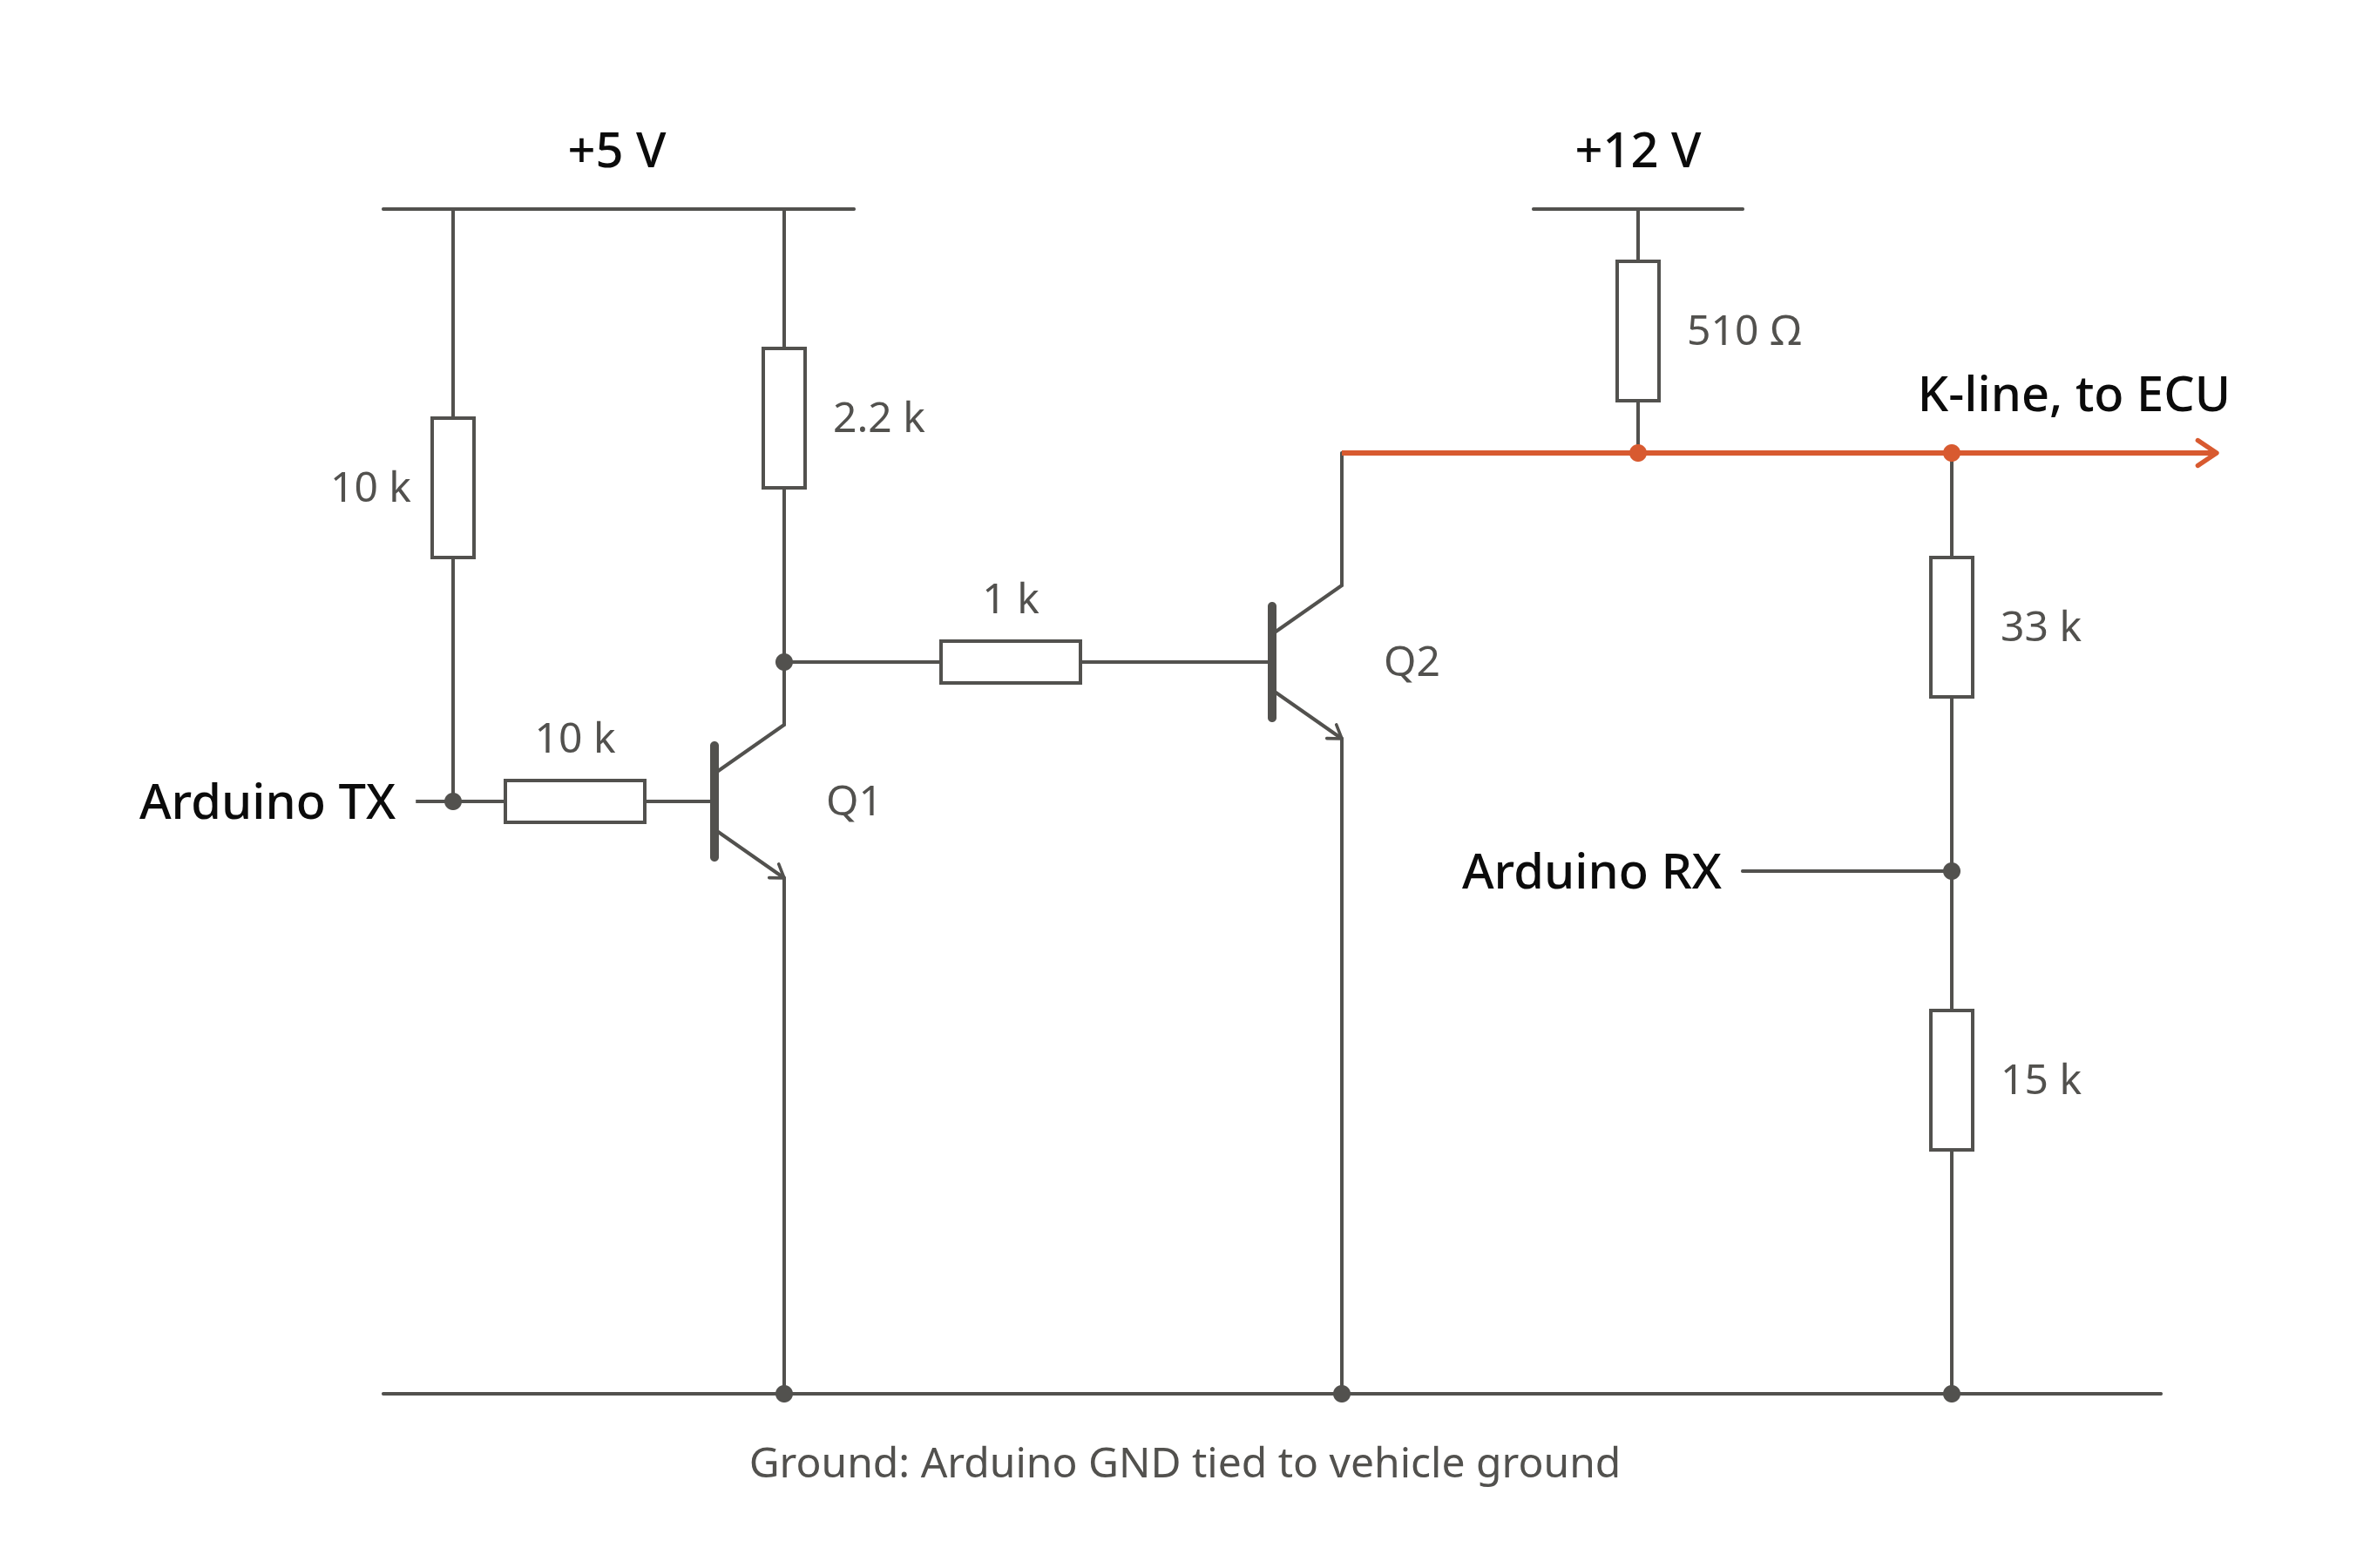 +5 V
+12 V
510 Ω
K-line, to ECU
2.2 k
10 k
1 k
33 k
Q2
10 k
Arduino TX
Q1
Arduino RX
15 k
Ground: Arduino GND tied to vehicle ground